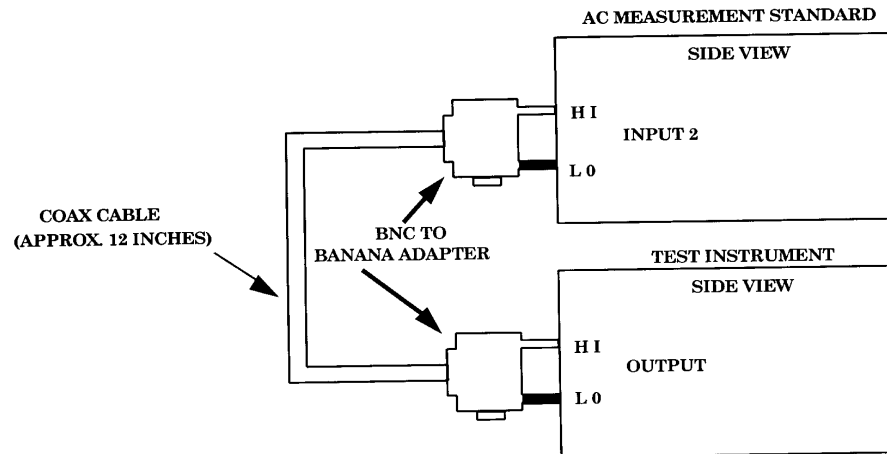 AC MEASUREMENT STANDARD
SIDE VIEW
H I
INPUT 2
L 0
COAX CABLE
(APPROX. 12 INCHES)
BNC TO
BANANA ADAPTER
TEST INSTRUMENT
SIDE VIEW
H I
OUTPUT
L 0